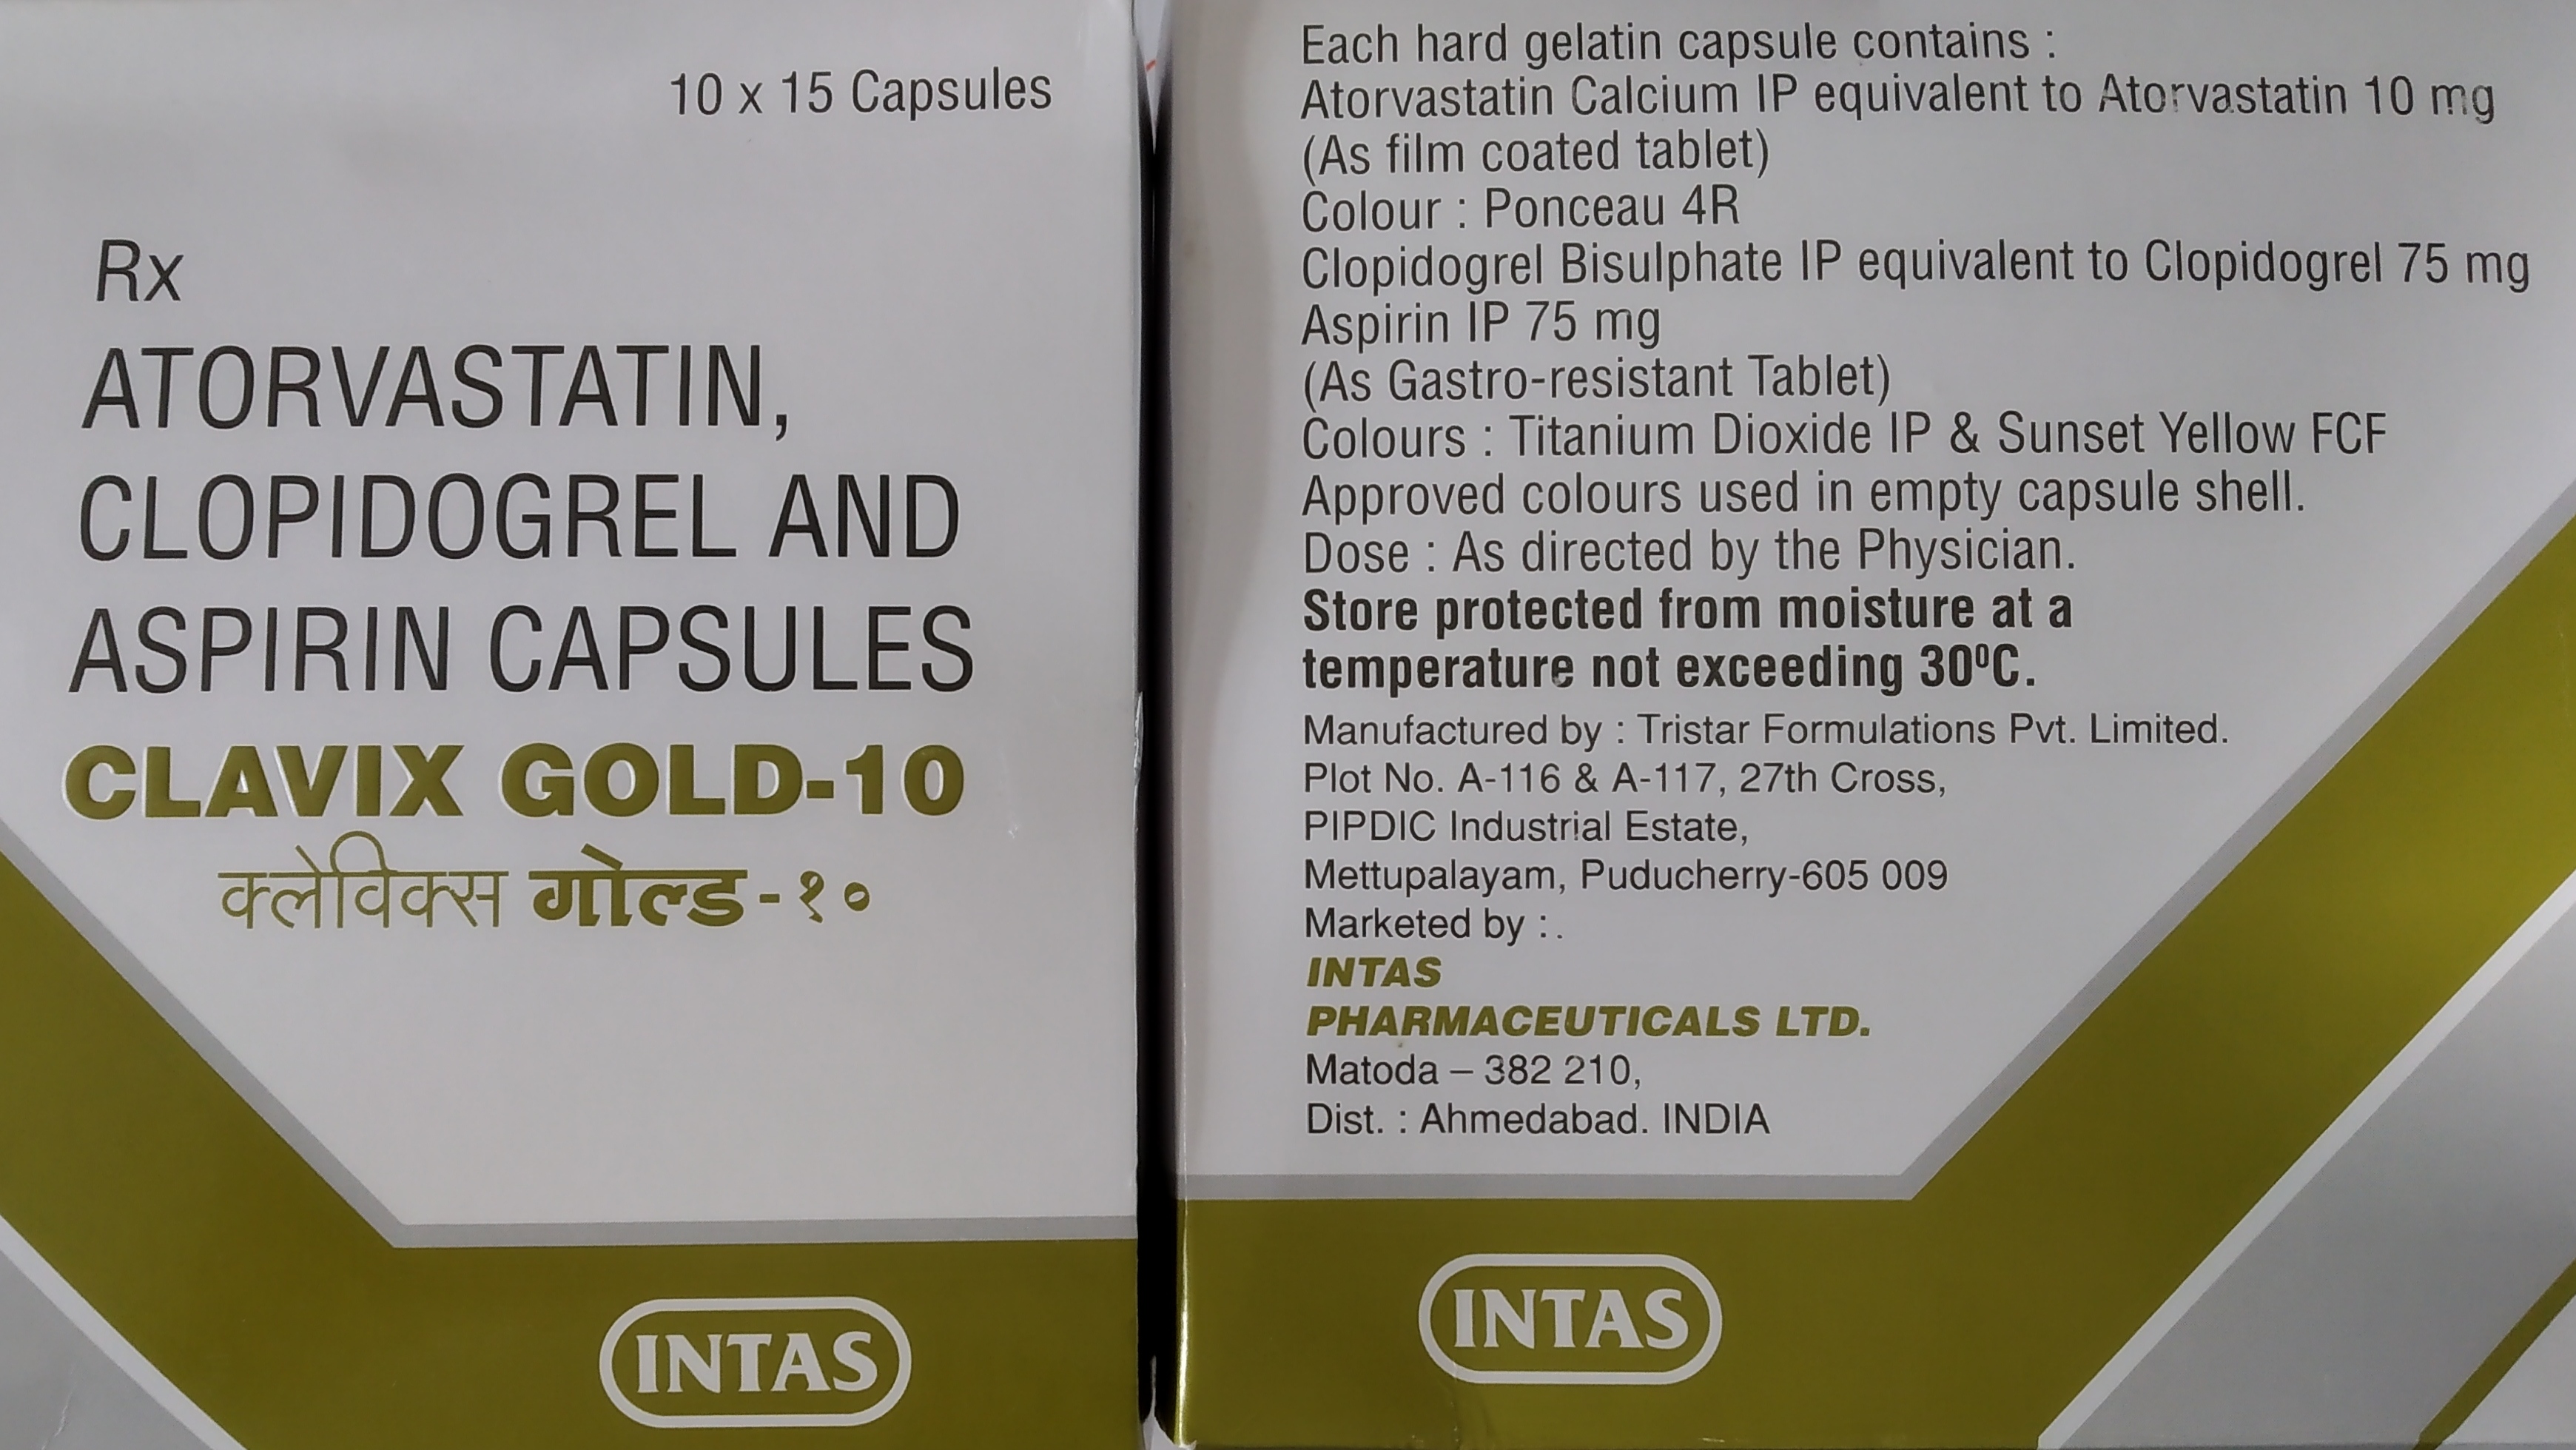 10 x 15 Capsules
Rx
ATORVASTATIN,
CLOPIDOGREL AND
ASPIRIN CAPSULES
CLAVIX GOLD-10
क्लेविक्स गोल्ड-१०
INTAS
Each hard gelatin capsule contains :
Atorvastatin Calcium IP equivalent to Atorvastatin 10 mg
(As film coated tablet)
Colour : Ponceau 4R
Clopidogrel Bisulphate IP equivalent to Clopidogrel 75 mg
Aspirin IP 75 mg
(As Gastro-resistant Tablet)
Colours : Titanium Dioxide IP & Sunset Yellow FCF
Approved colours used in empty capsule shell.
Dose : As directed by the Physician.
Store protected from moisture at a
temperature not exceeding 30⁰C.
Manufactured by : Tristar Formulations Pvt. Limited.
Plot No. A-116 & A-117, 27th Cross,
PIPDIC Industrial Estate,
Mettupalayam, Puducherry-605 009
Marketed by :.
INTAS
PHARMACEUTICALS LTD.
Matoda – 382 210,
Dist. : Ahmedabad. INDIA
INTAS